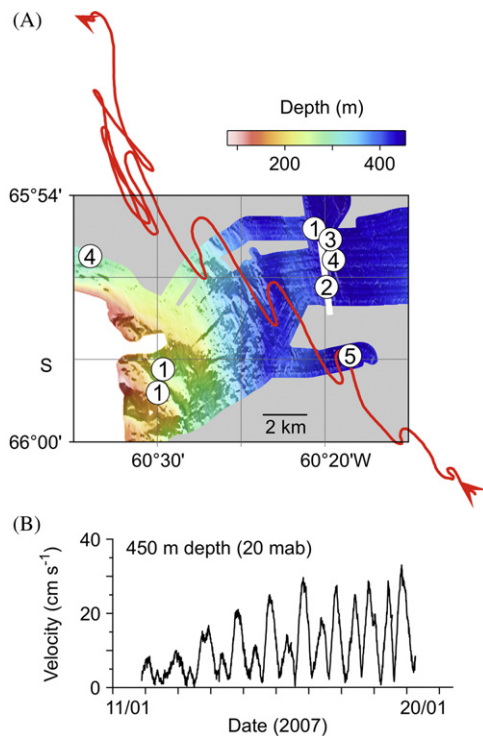 (A)
Depth (m)
200 400
65°54'
1
3
4
4
2
S
5
1
1
2 km
66°00'
60°30' 60°20'W
(B)
40
450 m depth (20 mab)
Velocity (cm s⁻¹)
20
0
11/01 20/01
Date (2007)